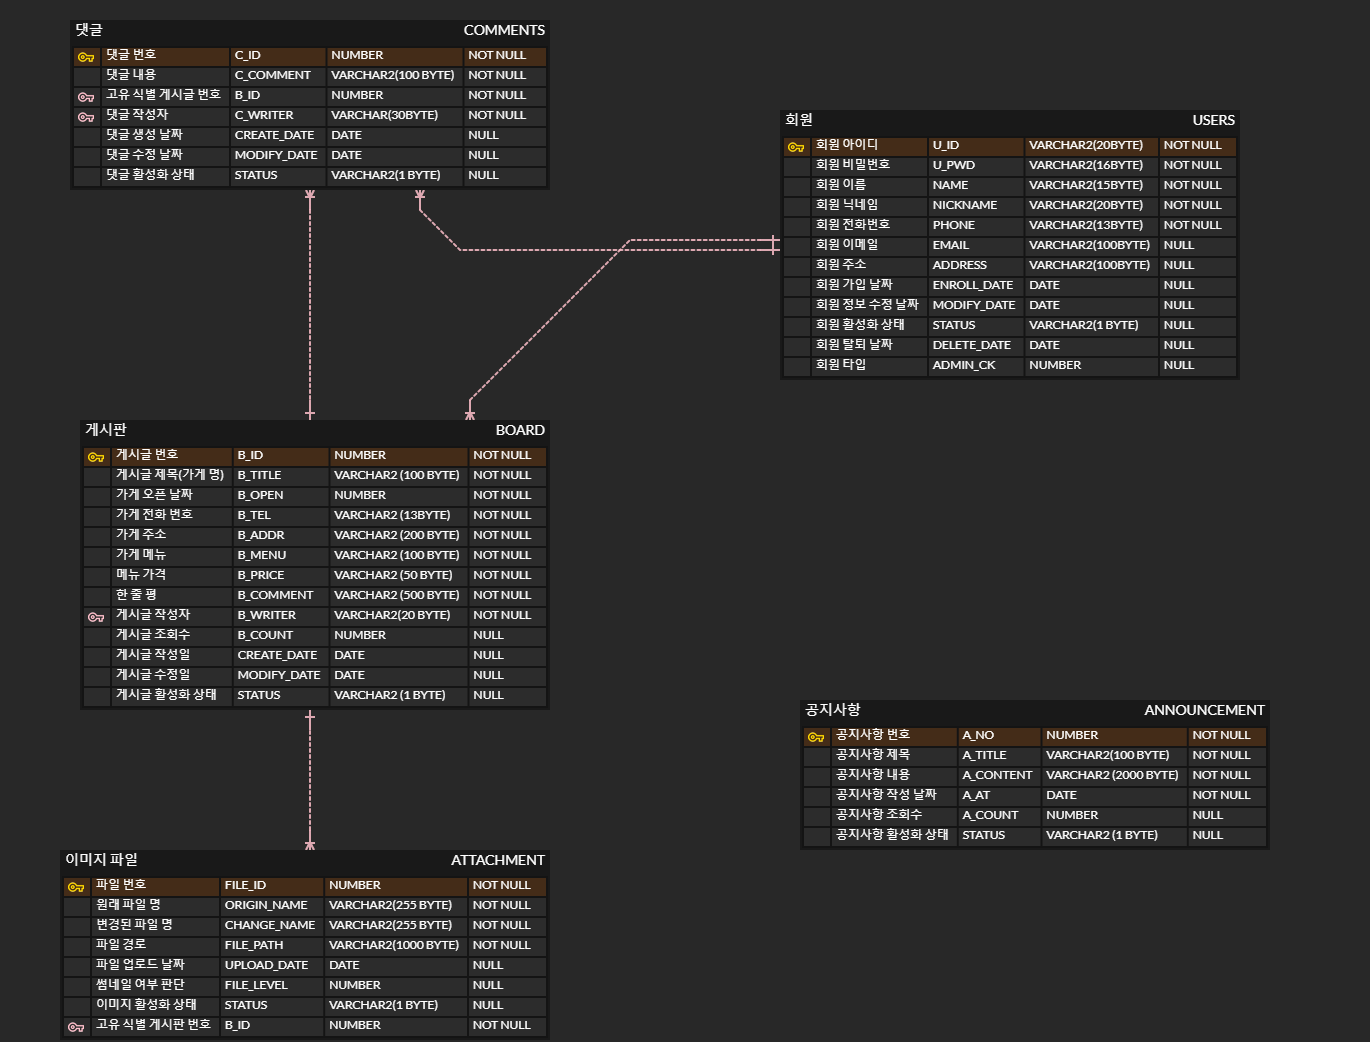 댓글 COMMENTS
댓글 번호 C_ID NUMBER NOT NULL
댓글 내용 C_COMMENT VARCHAR2(100 BYTE) NOT NULL
고유 식별 게시글 번호 B_ID NUMBER NOT NULL
댓글 작성자 C_WRITER VARCHAR(30BYTE) NOT NULL
댓글 생성 날짜 CREATE_DATE DATE NULL
댓글 수정 날짜 MODIFY_DATE DATE NULL
댓글 활성화 상태 STATUS VARCHAR2(1 BYTE) NULL
회원 USERS
회원 아이디 U_ID VARCHAR2(20BYTE) NOT NULL
회원 비밀번호 U_PWD VARCHAR2(16BYTE) NOT NULL
회원 이름 NAME VARCHAR2(15BYTE) NOT NULL
회원 닉네임 NICKNAME VARCHAR2(20BYTE) NOT NULL
회원 전화번호 PHONE VARCHAR2(13BYTE) NOT NULL
회원 이메일 EMAIL VARCHAR2(100BYTE) NULL
회원 주소 ADDRESS VARCHAR2(100BYTE) NULL
회원 가입 날짜 ENROLL_DATE DATE NULL
회원 정보 수정 날짜 MODIFY_DATE DATE NULL
회원 활성화 상태 STATUS VARCHAR2(1 BYTE) NULL
회원 탈퇴 날짜 DELETE_DATE DATE NULL
회원 타입 ADMIN_CK NUMBER NULL
게시판 BOARD
게시글 번호 B_ID NUMBER NOT NULL
게시글 제목(가게 명) B_TITLE VARCHAR2 (100 BYTE) NOT NULL
가게 오픈 날짜 B_OPEN NUMBER NOT NULL
가게 전화 번호 B_TEL VARCHAR2 (13BYTE) NOT NULL
가게 주소 B_ADDR VARCHAR2 (200 BYTE) NOT NULL
가게 메뉴 B_MENU VARCHAR2 (100 BYTE) NOT NULL
메뉴 가격 B_PRICE VARCHAR2 (50 BYTE) NOT NULL
한 줄 평 B_COMMENT VARCHAR2 (500 BYTE) NOT NULL
게시글 작성자 B_WRITER VARCHAR2(20 BYTE) NOT NULL
게시글 조회수 B_COUNT NUMBER NULL
게시글 작성일 CREATE_DATE DATE NULL
게시글 수정일 MODIFY_DATE DATE NULL
게시글 활성화 상태 STATUS VARCHAR2 (1 BYTE) NULL
공지사항 ANNOUNCEMENT
공지사항 번호 A_NO NUMBER NOT NULL
공지사항 제목 A_TITLE VARCHAR2(100 BYTE) NOT NULL
공지사항 내용 A_CONTENT VARCHAR2 (2000 BYTE) NOT NULL
공지사항 작성 날짜 A_AT DATE NOT NULL
공지사항 조회수 A_COUNT NUMBER NULL
공지사항 활성화 상태 STATUS VARCHAR2 (1 BYTE) NULL
이미지 파일 ATTACHMENT
파일 번호 FILE_ID NUMBER NOT NULL
원래 파일 명 ORIGIN_NAME VARCHAR2(255 BYTE) NOT NULL
변경된 파일 명 CHANGE_NAME VARCHAR2(255 BYTE) NOT NULL
파일 경로 FILE_PATH VARCHAR2(1000 BYTE) NOT NULL
파일 업로드 날짜 UPLOAD_DATE DATE NULL
썸네일 여부 판단 FILE_LEVEL NUMBER NULL
이미지 활성화 상태 STATUS VARCHAR2(1 BYTE) NULL
고유 식별 게시판 번호 B_ID NUMBER NOT NULL